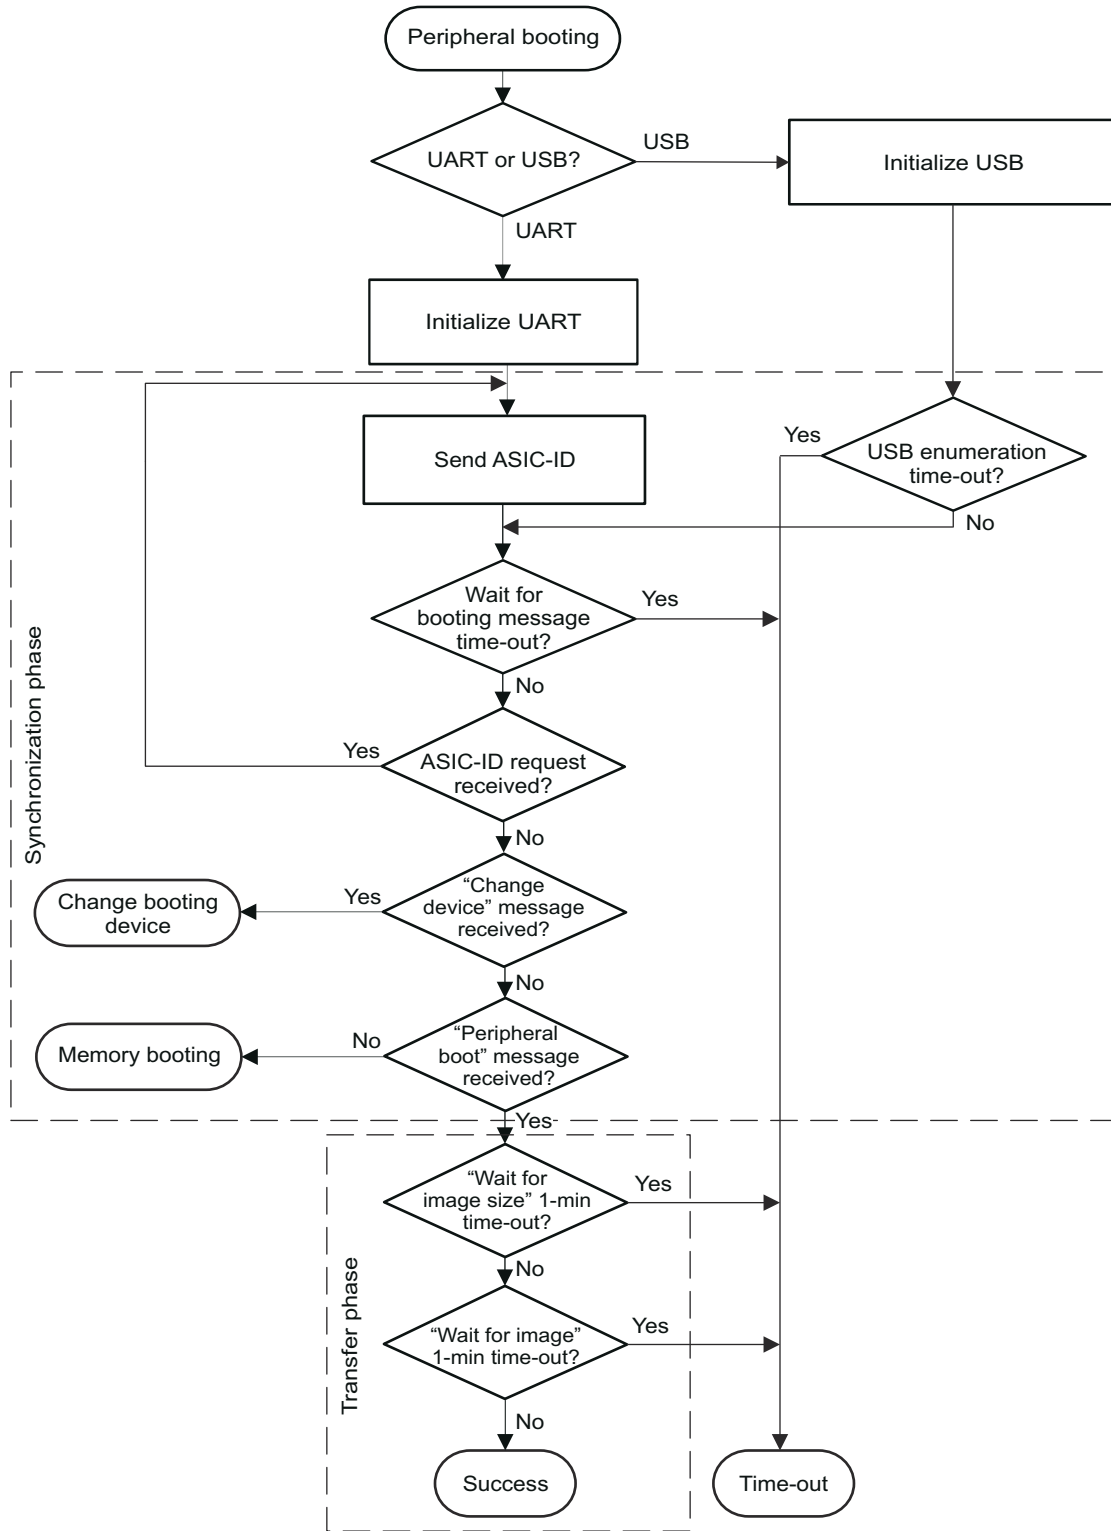 Peripheral booting
UART or USB?
USB
Initialize USB
UART
Initialize UART
Send ASIC-ID
Yes
USB enumeration
time-out?
No
Wait for
booting message
time-out?
Yes
No
Synchronization phase
Yes
ASIC-ID request
received?
No
Change booting
device
Yes
“Change
device” message
received?
No
Memory booting
No
“Peripheral
boot” message
received?
Yes
“Wait for
image size” 1-min
time-out?
Yes
No
Transfer phase
“Wait for image”
1-min time-out?
Yes
No
Success
Time-out